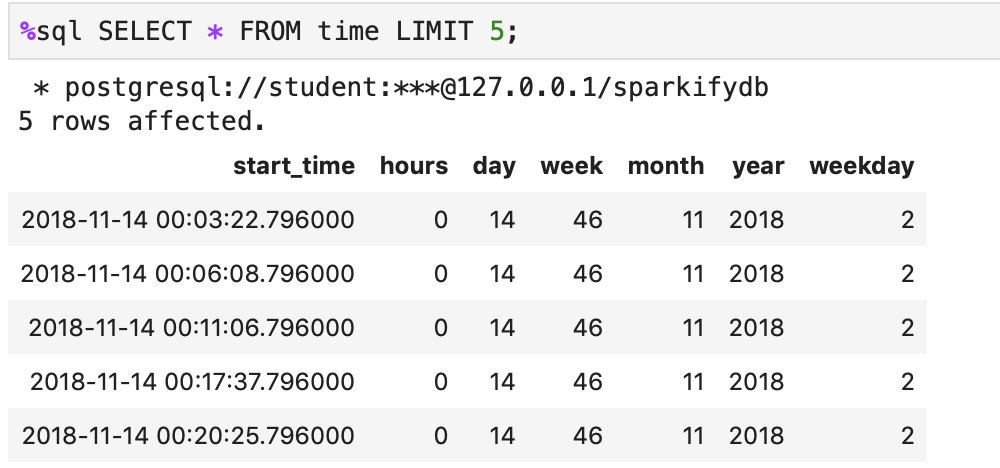 %sql SELECT * FROM time LIMIT 5;
* postgresql://student:***@127.0.0.1/sparkifydb
5 rows affected.
start_time hours day week month year weekday
2018-11-14 00:03:22.796000 0 14 46 11 2018 2
2018-11-14 00:06:08.796000 0 14 46 11 2018 2
2018-11-14 00:11:06.796000 0 14 46 11 2018 2
2018-11-14 00:17:37.796000 0 14 46 11 2018 2
2018-11-14 00:20:25.796000 0 14 46 11 2018 2